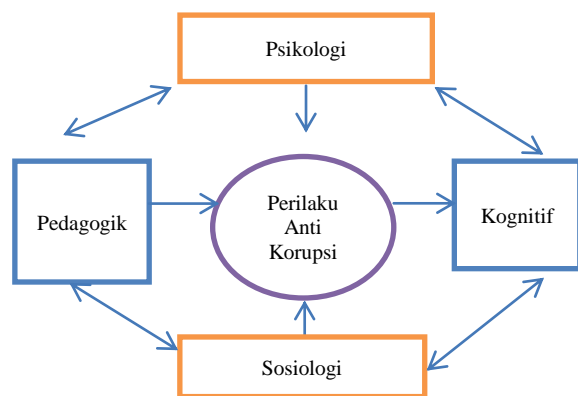 Psikologi
Pedagogik
Perilaku
Anti
Korupsi
Kognitif
Sosiologi